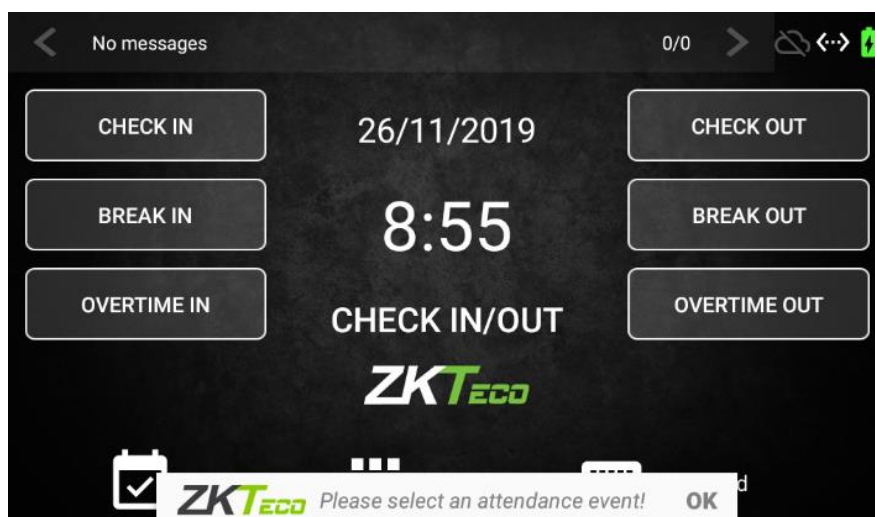 No messages 0/0
CHECK IN 26/11/2019 CHECK OUT
BREAK IN 8:55 BREAK OUT
OVERTIME IN CHECK IN/OUT OVERTIME OUT
ZKTECO
ZKTECO Please select an attendance event! OK